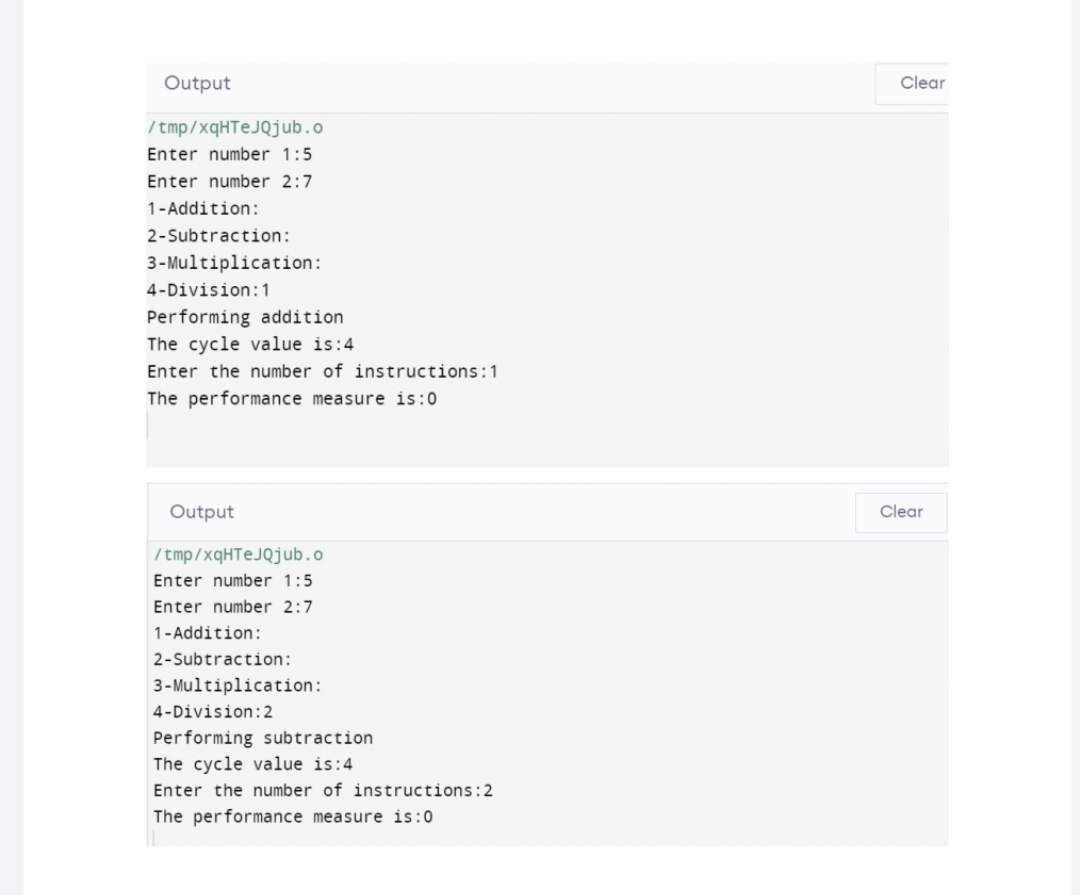 Output
Clear
/tmp/xqHTeJQjub.o
Enter number 1:5
Enter number 2:7
1-Addition:
2-Subtraction:
3-Multiplication:
4-Division:1
Performing addition
The cycle value is:4
Enter the number of instructions:1
The performance measure is:0
Output
Clear
/tmp/xqHTeJQjub.o
Enter number 1:5
Enter number 2:7
1-Addition:
2-Subtraction:
3-Multiplication:
4-Division:2
Performing subtraction
The cycle value is:4
Enter the number of instructions:2
The performance measure is:0